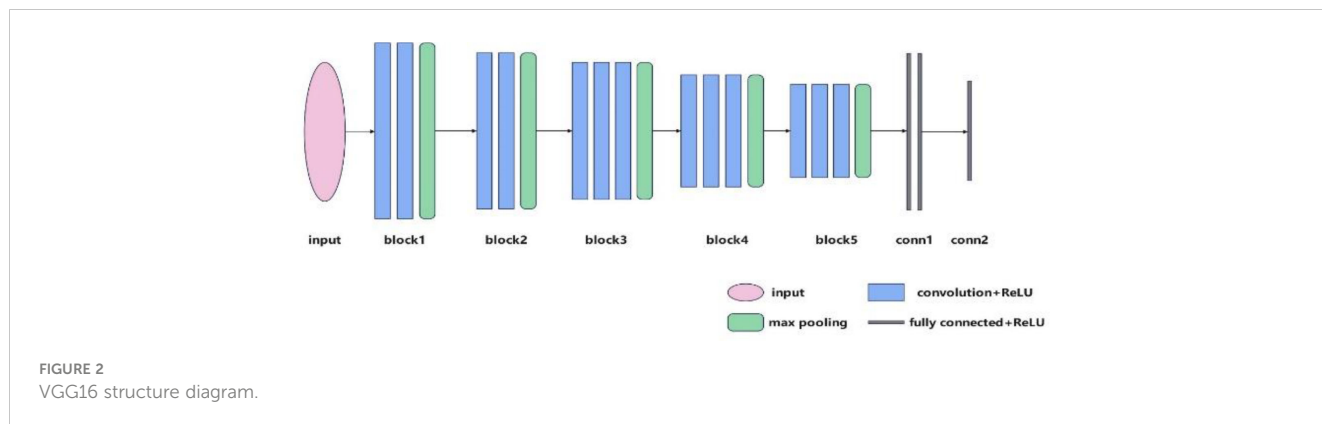 input block1 block2 block3 block4 block5 conn1 conn2
input convolution+ReLU
max pooling fully connected+ReLU
FIGURE 2
VGG16 structure diagram.